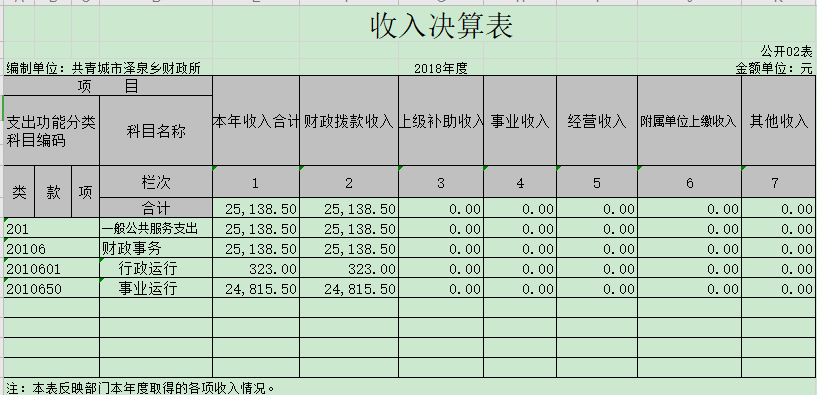 收入决算表
公开02表
编制单位：共青城市泽泉乡财政所 2018年度 金额单位：元
项 目 本年收入合计 财政拨款收入 上级补助收入 事业收入 经营收入 附属单位上缴收入 其他收入
支出功能分类科目编码 科目名称
类 款 项 栏次 1 2 3 4 5 6 7
合计 25,138.50 25,138.50 0.00 0.00 0.00 0.00 0.00
201 一般公共服务支出 25,138.50 25,138.50 0.00 0.00 0.00 0.00 0.00
20106 财政事务 25,138.50 25,138.50 0.00 0.00 0.00 0.00 0.00
2010601 行政运行 323.00 323.00 0.00 0.00 0.00 0.00 0.00
2010650 事业运行 24,815.50 24,815.50 0.00 0.00 0.00 0.00 0.00
注：本表反映部门本年度取得的各项收入情况。